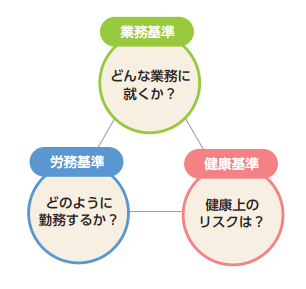 業務基準
どんな業務に
就くか？
労務基準
どのように
勤務するか？
健康基準
健康上の
リスクは？